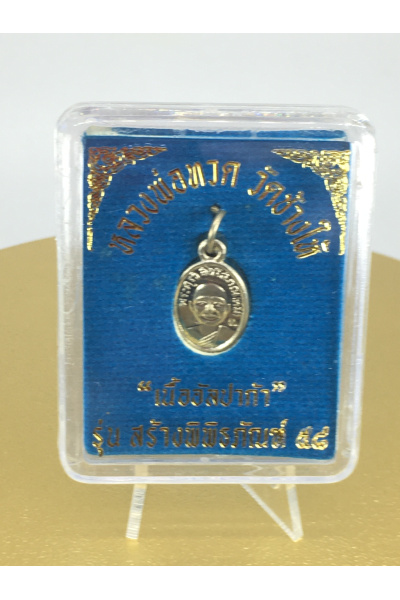 หลวงพ่อทวด วัดช้างให้
“เนื้ออัลปาก้า”
รุ่น สร้างพิพิธภัณฑ์ ๕๕